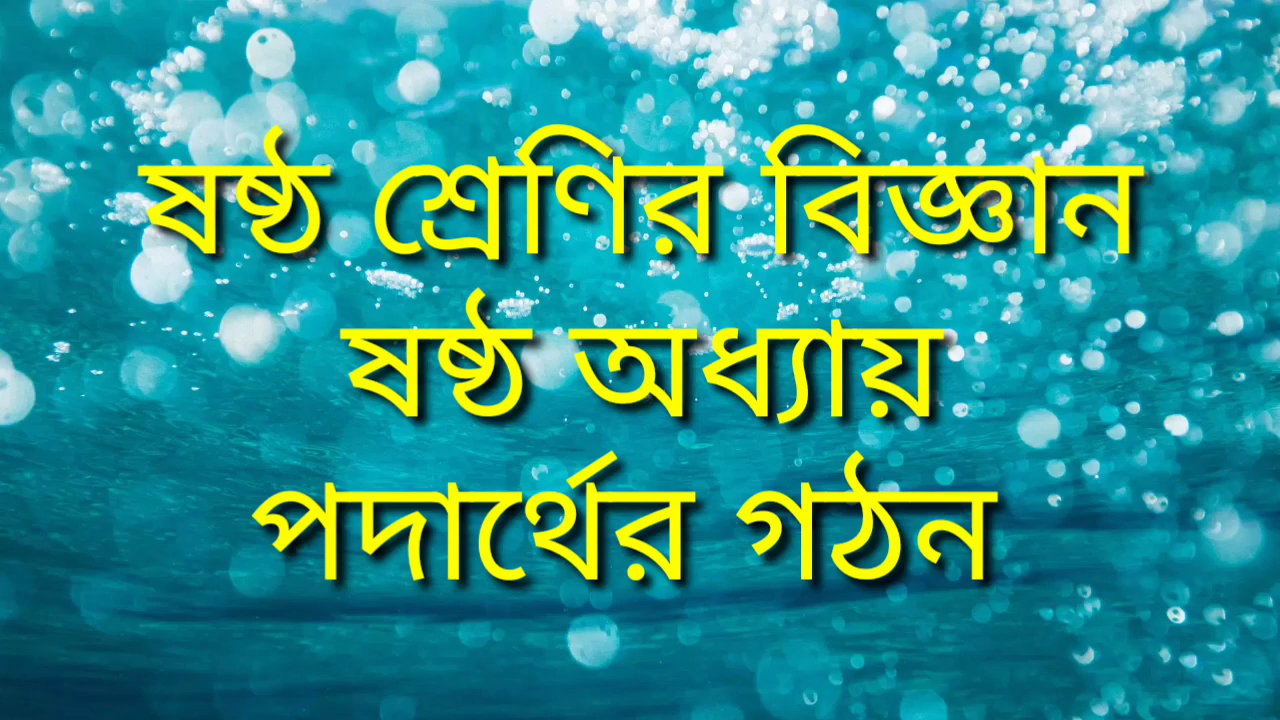 ষষ্ঠ শ্রেণির বিজ্ঞান
ষষ্ঠ অধ্যায়
পদার্থের গঠন